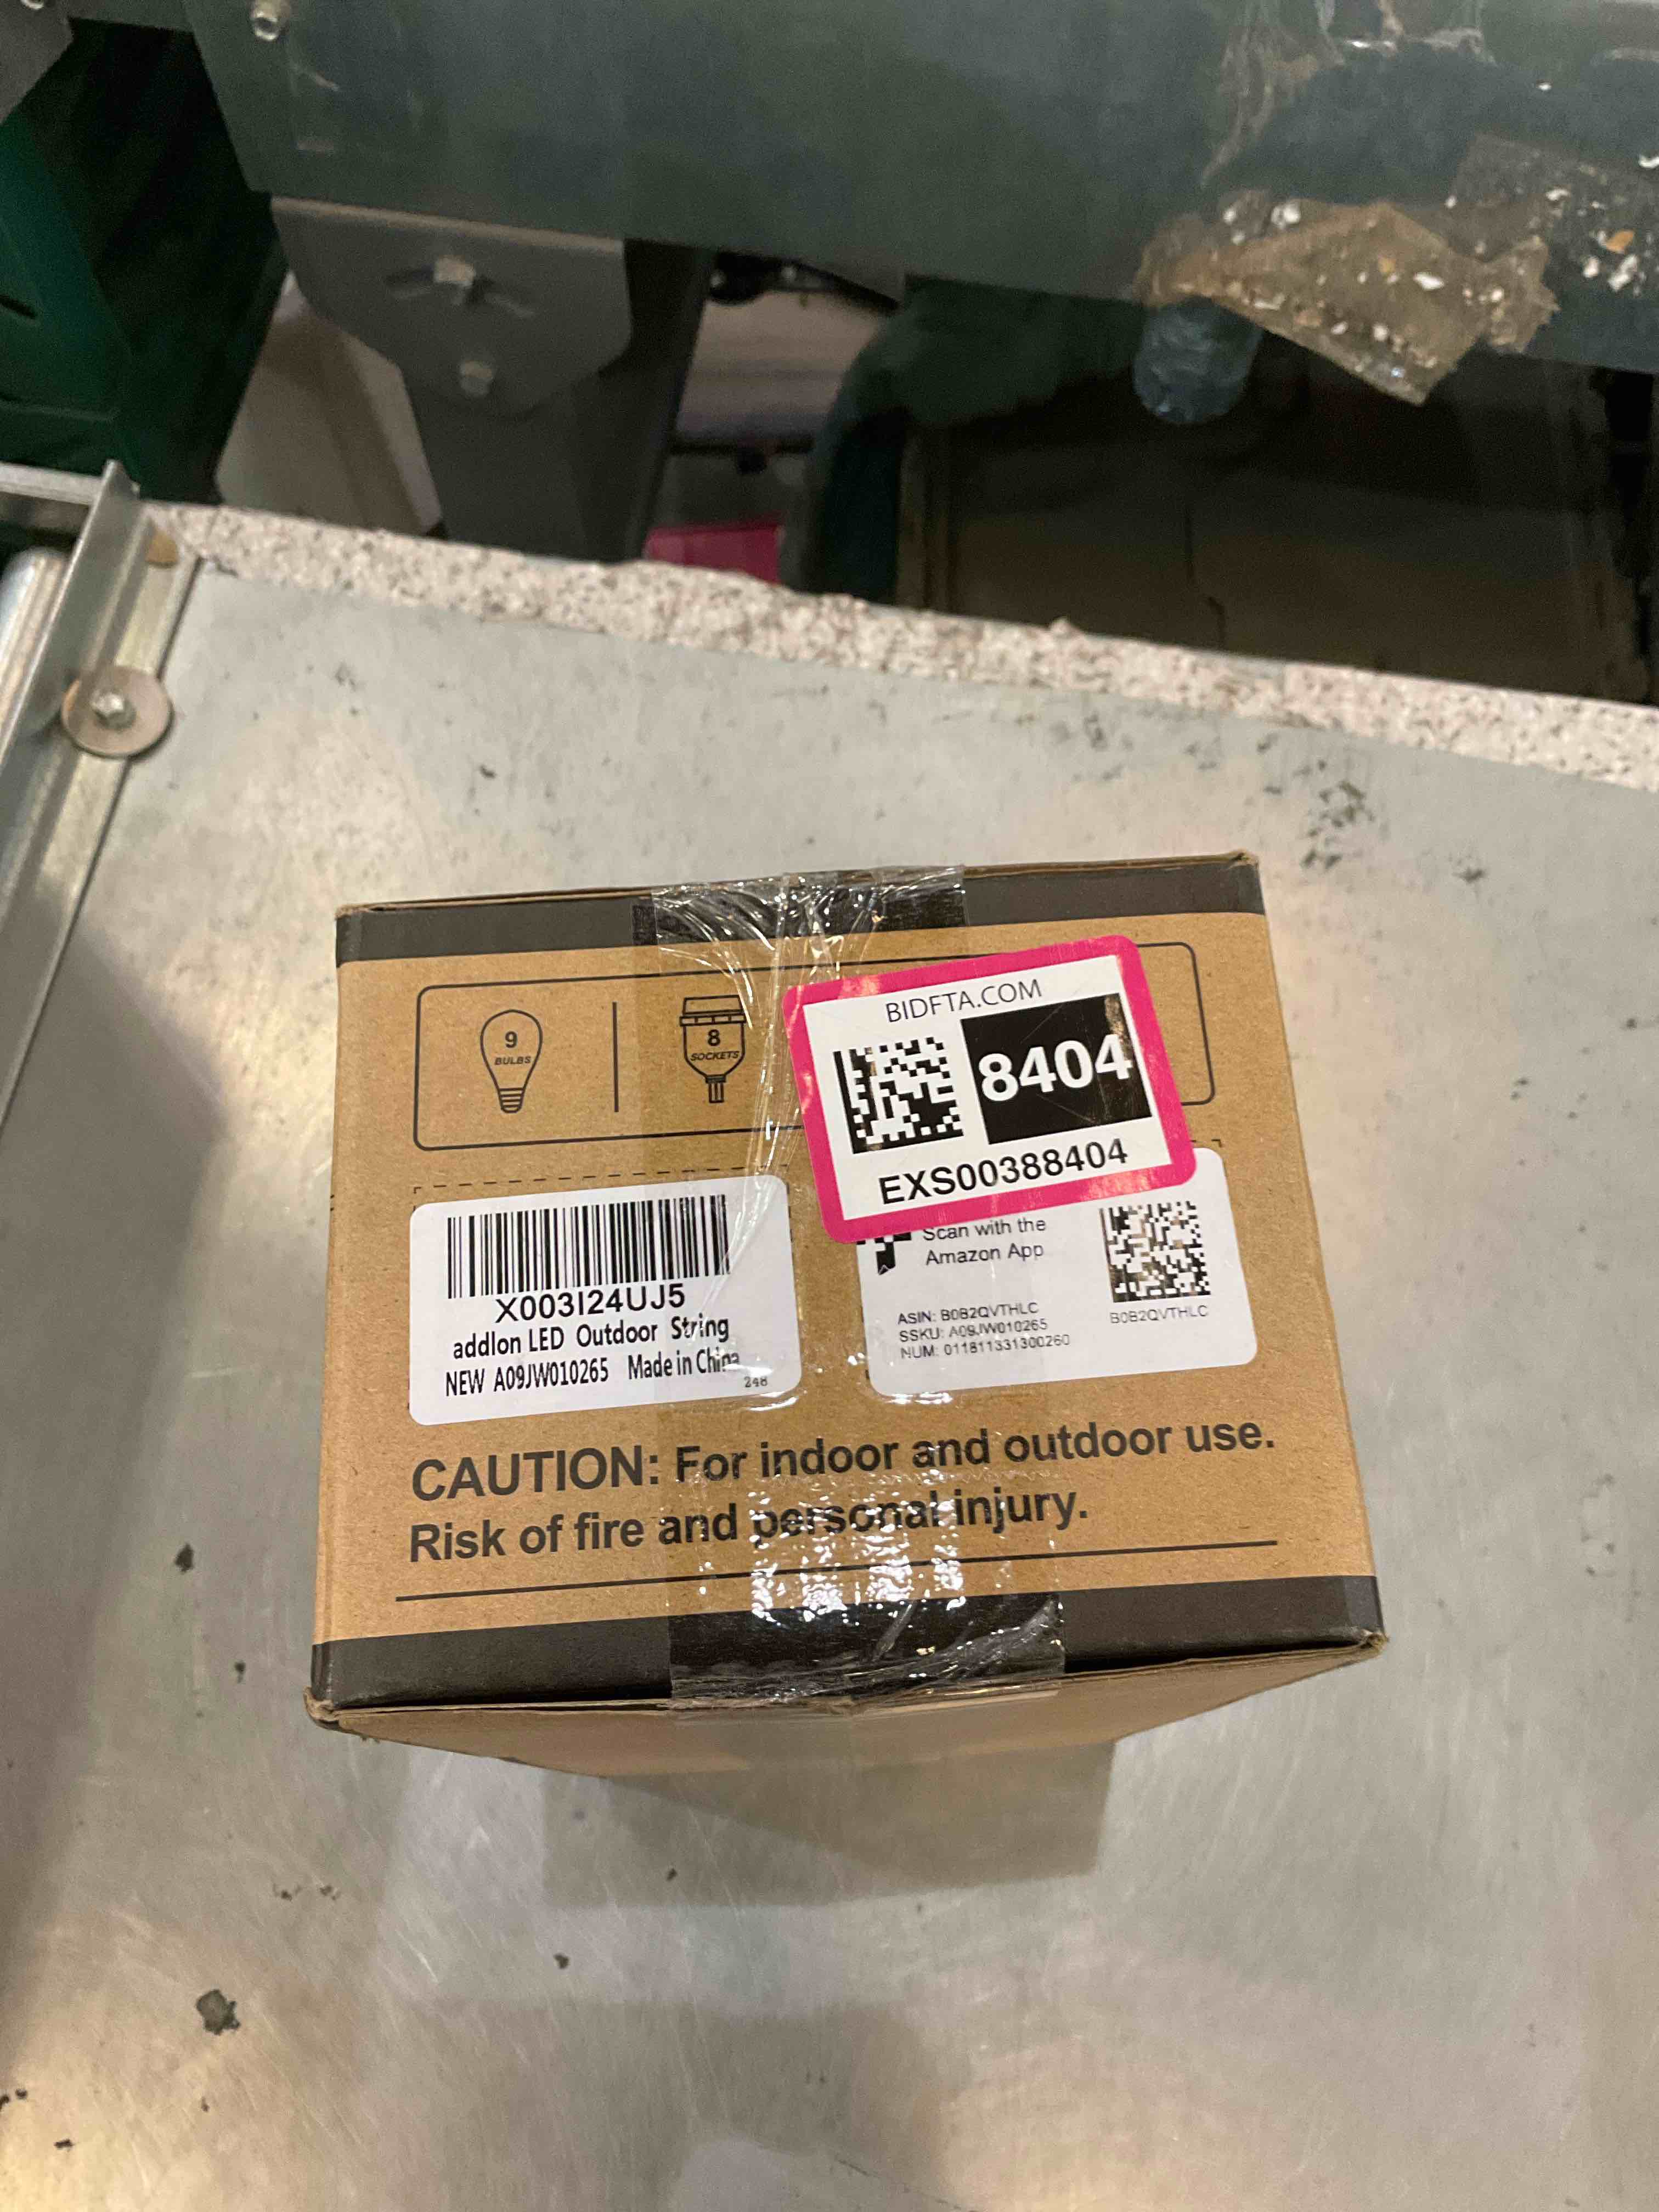 BIDFTA.COM
8404
EXS00388404
9
BULBS
8
SOCKETS
X003I24UJ5
addlon LED Outdoor String
NEW A09JW010265 Made in China
248
Scan with the
Amazon App
ASIN: B0B2QVTHLC
SSKU: A09JW010265
NUM: 011811331300260
B0B2QVTHLC
CAUTION: For indoor and outdoor use.
Risk of fire and personal injury.